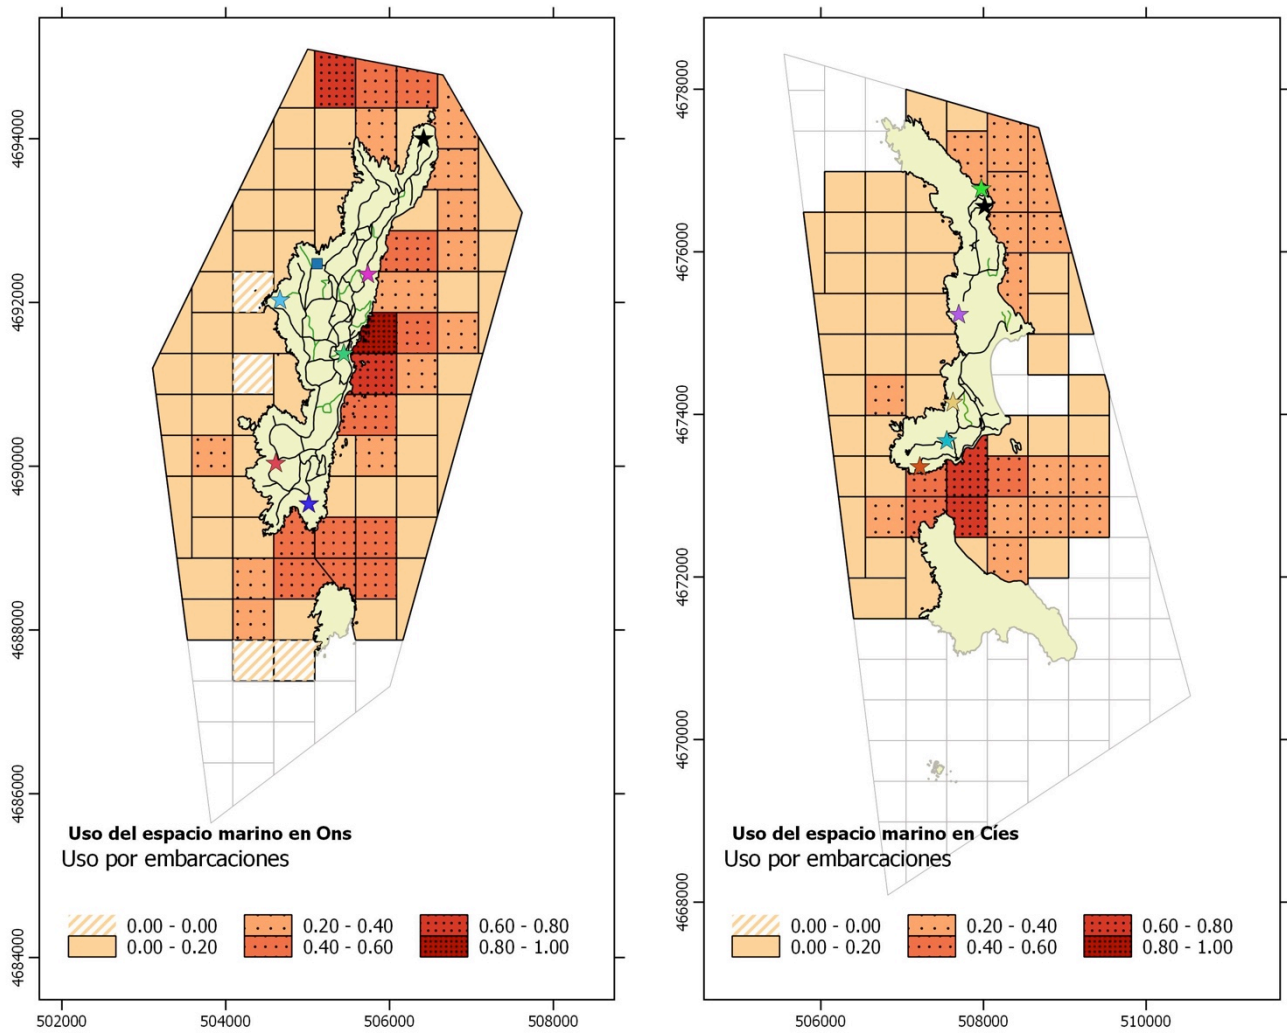 4694000
4692000
4690000
4688000
4686000
4684000
Uso del espacio marino en Ons
Uso por embarcaciones
0.00 - 0.00
0.20 - 0.40
0.60 - 0.80
0.00 - 0.20
0.40 - 0.60
0.80 - 1.00
502000
504000
506000
508000
4678000
4676000
4674000
4672000
4670000
4668000
Uso del espacio marino en Cíes
Uso por embarcaciones
0.00 - 0.00
0.20 - 0.40
0.60 - 0.80
0.00 - 0.20
0.40 - 0.60
0.80 - 1.00
506000
508000
510000